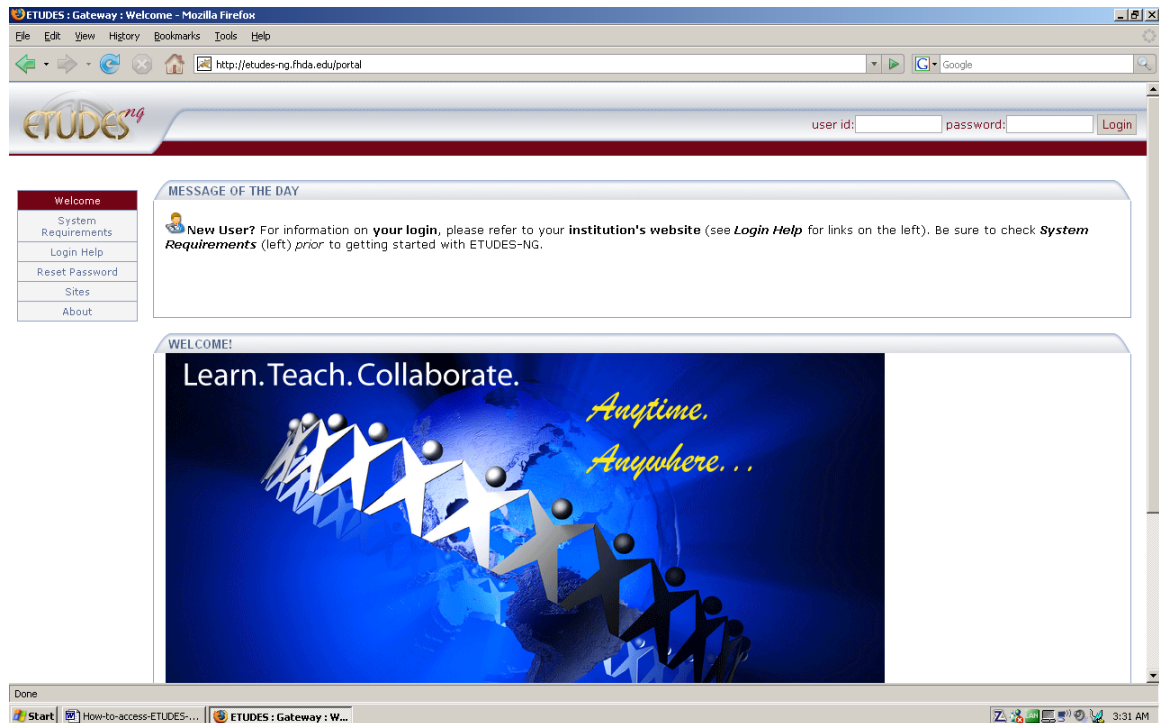 ETUDES : Gateway : Welcome - Mozilla Firefox
File Edit View History Bookmarks Tools Help
http://etudes-ng.fhda.edu/portal
G Google
ETUDES ng
user id: password: Login
Welcome
System
Requirements
Login Help
Reset Password
Sites
About
MESSAGE OF THE DAY
New User? For information on your login, please refer to your institution's website (see Login Help for links on the left). Be sure to check System
Requirements (left) prior to getting started with ETUDES-NG.
WELCOME!
Learn. Teach. Collaborate.
Anytime.
Anywhere...
Done
Start How-to-access-ETUDES-... ETUDES : Gateway : W... 3:31 AM